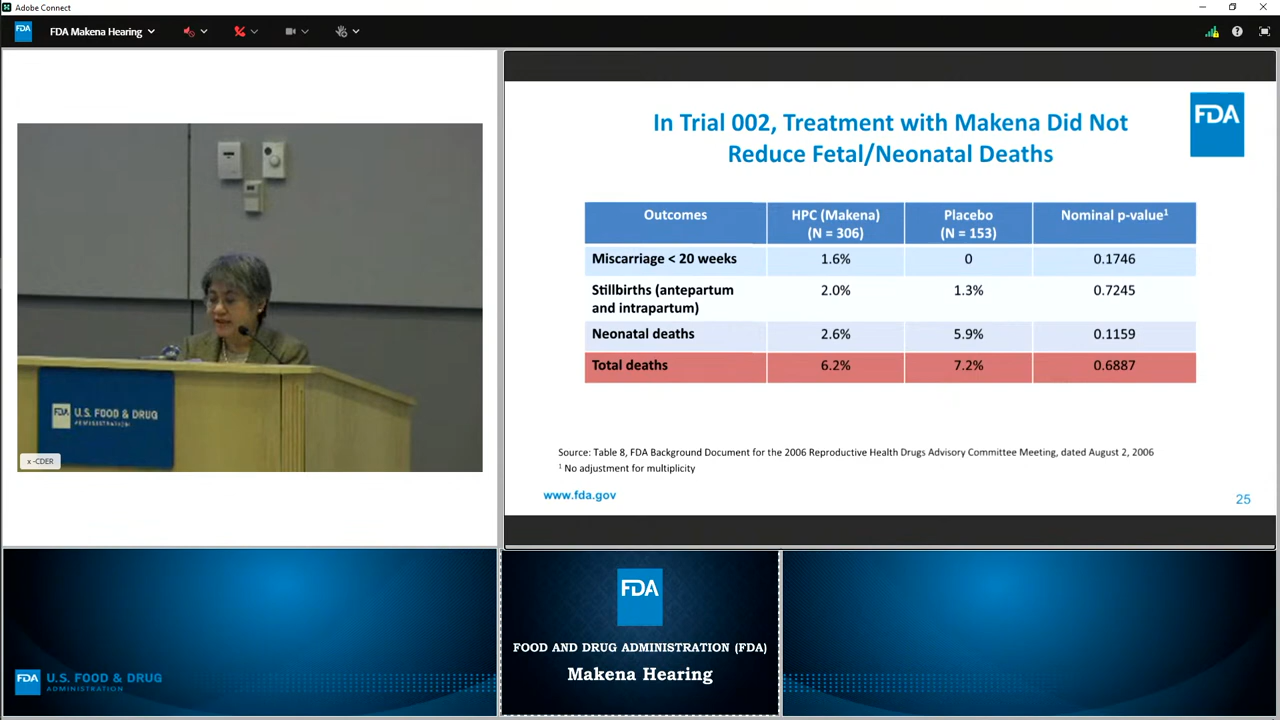 Adobe Connect
FDA
FDA Makena Hearing
FDA
In Trial 002, Treatment with Makena Did Not
Reduce Fetal/Neonatal Deaths
Outcomes HPC (Makena) (N = 306) Placebo (N = 153) Nominal p-value¹
Miscarriage < 20 weeks 1.6% 0 0.1746
Stillbirths (antepartum and intrapartum) 2.0% 1.3% 0.7245
Neonatal deaths 2.6% 5.9% 0.1159
Total deaths 6.2% 7.2% 0.6887
Source: Table 8, FDA Background Document for the 2006 Reproductive Health Drugs Advisory Committee Meeting, dated August 2, 2006
¹ No adjustment for multiplicity
www.fda.gov
25
FDA U.S. FOOD & DRUG
ADMINISTRATION
x -CDER
FDA U.S. FOOD & DRUG
ADMINISTRATION
FDA
FOOD AND DRUG ADMINISTRATION (FDA)
Makena Hearing